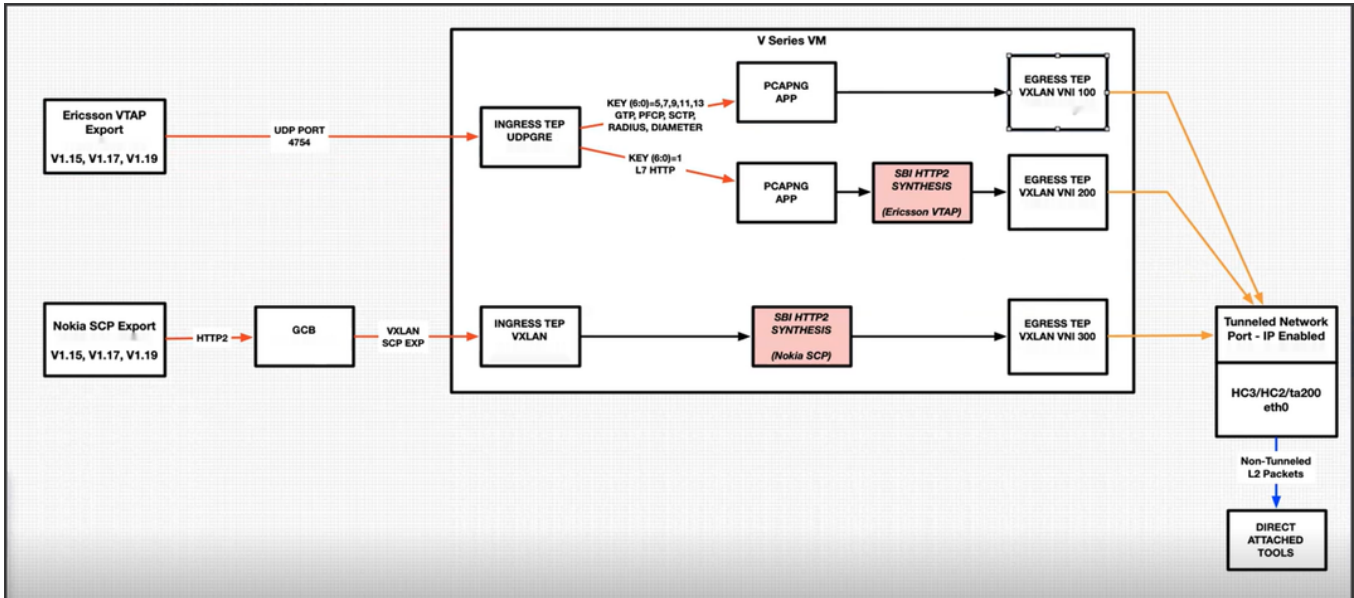 V Series VM
Ericsson VTAP
Export
V1.15, V1.17, V1.19
UDP PORT
4754
INGRESS TEP
UDPGRE
KEY (6:0)=5,7,9,11,13
GTP, PFCP, SCTP,
RADIUS, DIAMETER
PCAPNG
APP
EGRESS TEP
VXLAN VNI 100
KEY (6:0)=1
L7 HTTP
PCAPNG
APP
SBI HTTP2
SYNTHESIS
(Ericsson VTAP)
EGRESS TEP
VXLAN VNI 200
Nokia SCP Export
V1.15, V1.17, V1.19
HTTP2
GCB
VXLAN
SCP EXP
INGRESS TEP
VXLAN
SBI HTTP2
SYNTHESIS
(Nokia SCP)
EGRESS TEP
VXLAN VNI 300
Tunneled Network
Port - IP Enabled
HC3/HC2/ta200
eth0
Non-Tunneled
L2 Packets
DIRECT
ATTACHED
TOOLS